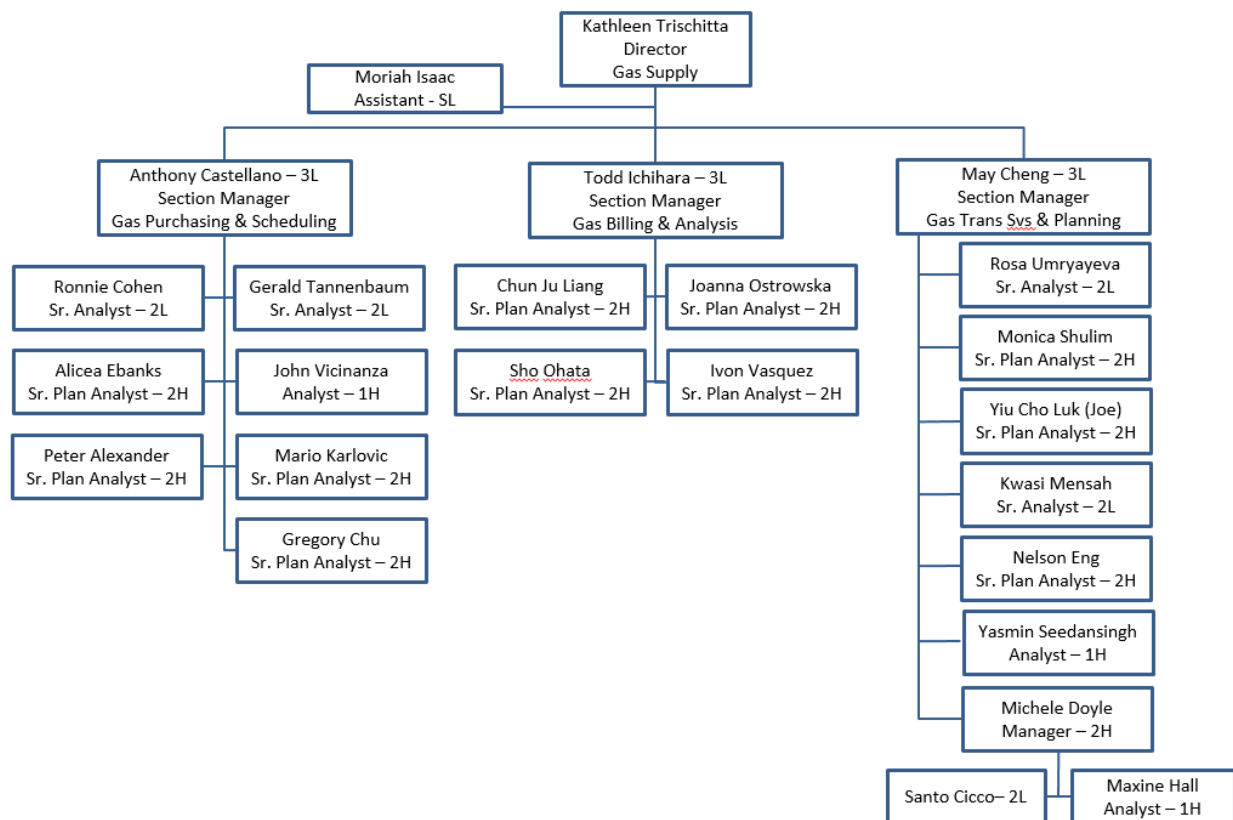 Kathleen Trischitta
Director
Gas Supply
Moriah Isaac
Assistant - SL
Anthony Castellano – 3L
Section Manager
Gas Purchasing & Scheduling
Todd Ichihara – 3L
Section Manager
Gas Billing & Analysis
May Cheng – 3L
Section Manager
Gas Trans Svs & Planning
Ronnie Cohen
Sr. Analyst – 2L
Gerald Tannenbaum
Sr. Analyst – 2L
Alicea Ebanks
Sr. Plan Analyst – 2H
John Vicinanza
Analyst – 1H
Peter Alexander
Sr. Plan Analyst – 2H
Mario Karlovic
Sr. Plan Analyst – 2H
Gregory Chu
Sr. Plan Analyst – 2H
Chun Ju Liang
Sr. Plan Analyst – 2H
Joanna Ostrowska
Sr. Plan Analyst – 2H
Sho Ohata
Sr. Plan Analyst – 2H
Ivon Vasquez
Sr. Plan Analyst – 2H
Rosa Umryayeva
Sr. Analyst – 2L
Monica Shulim
Sr. Plan Analyst – 2H
Yiu Cho Luk (Joe)
Sr. Plan Analyst – 2H
Kwasi Mensah
Sr. Analyst – 2L
Nelson Eng
Sr. Plan Analyst – 2H
Yasmin Seedansingh
Analyst – 1H
Michele Doyle
Manager – 2H
Santo Cicco– 2L
Maxine Hall
Analyst – 1H